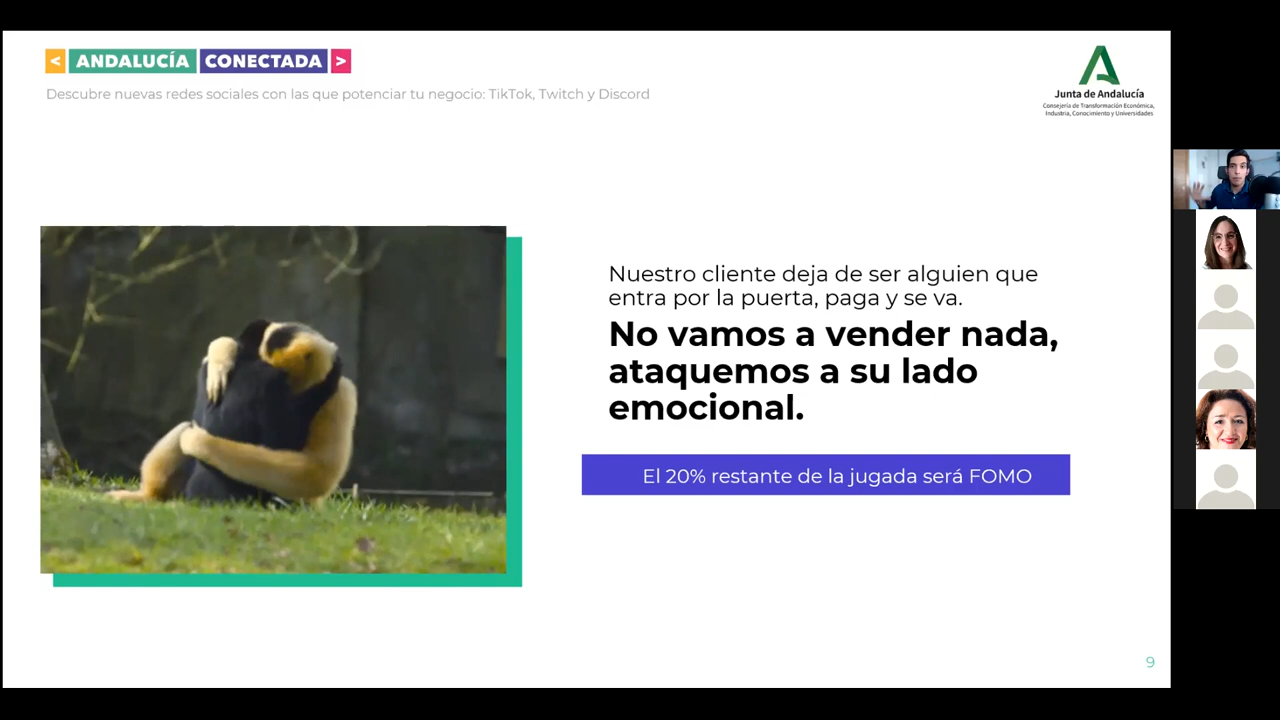 < ANDALUCÍA CONECTADA >
Descubre nuevas redes sociales con las que potenciar tu negocio: TikTok, Twitch y Discord
Junta de Andalucía
Consejería de Transformación Económica,
Industria, Conocimiento y Universidades
Nuestro cliente deja de ser alguien que
entra por la puerta, paga y se va.
No vamos a vender nada,
ataquemos a su lado
emocional.
El 20% restante de la jugada será FOMO
9